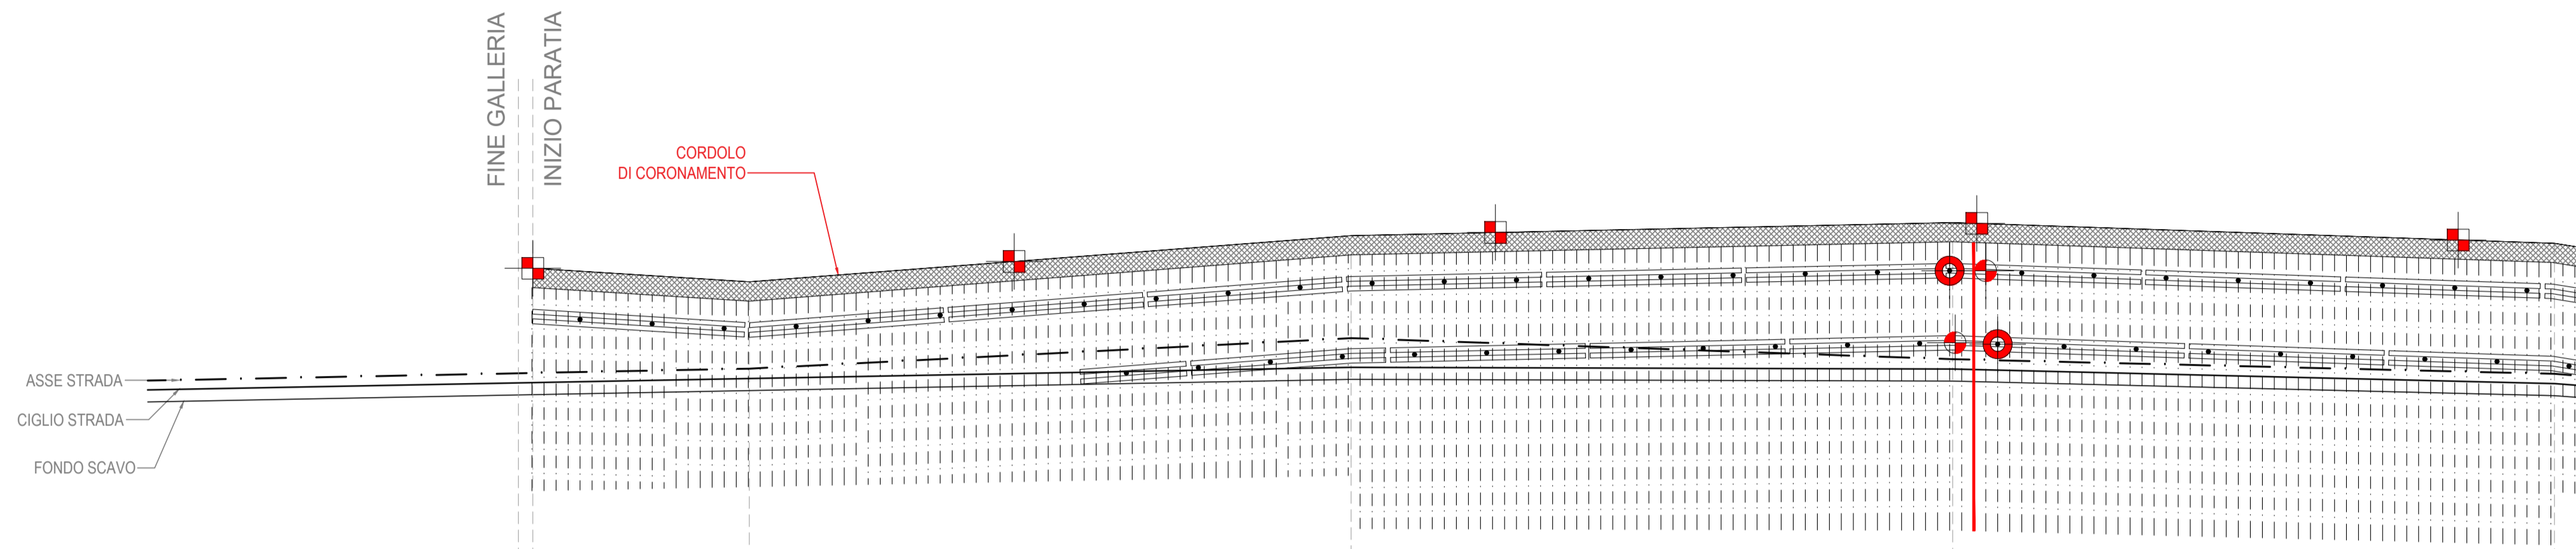 FINE GALLERIA
INIZIO PARATIA
CORDOLO
DI CORONAMENTO
ASSE STRADA
CIGLIO STRADA
FONDO SCAVO